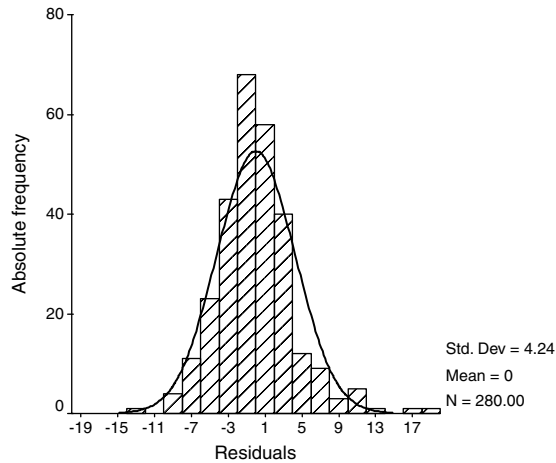 80
60
40
20
0
Absolute frequency
-19 -15 -11 -7 -3 1 5 9 13 17
Residuals
Std. Dev = 4.24
Mean = 0
N = 280.00